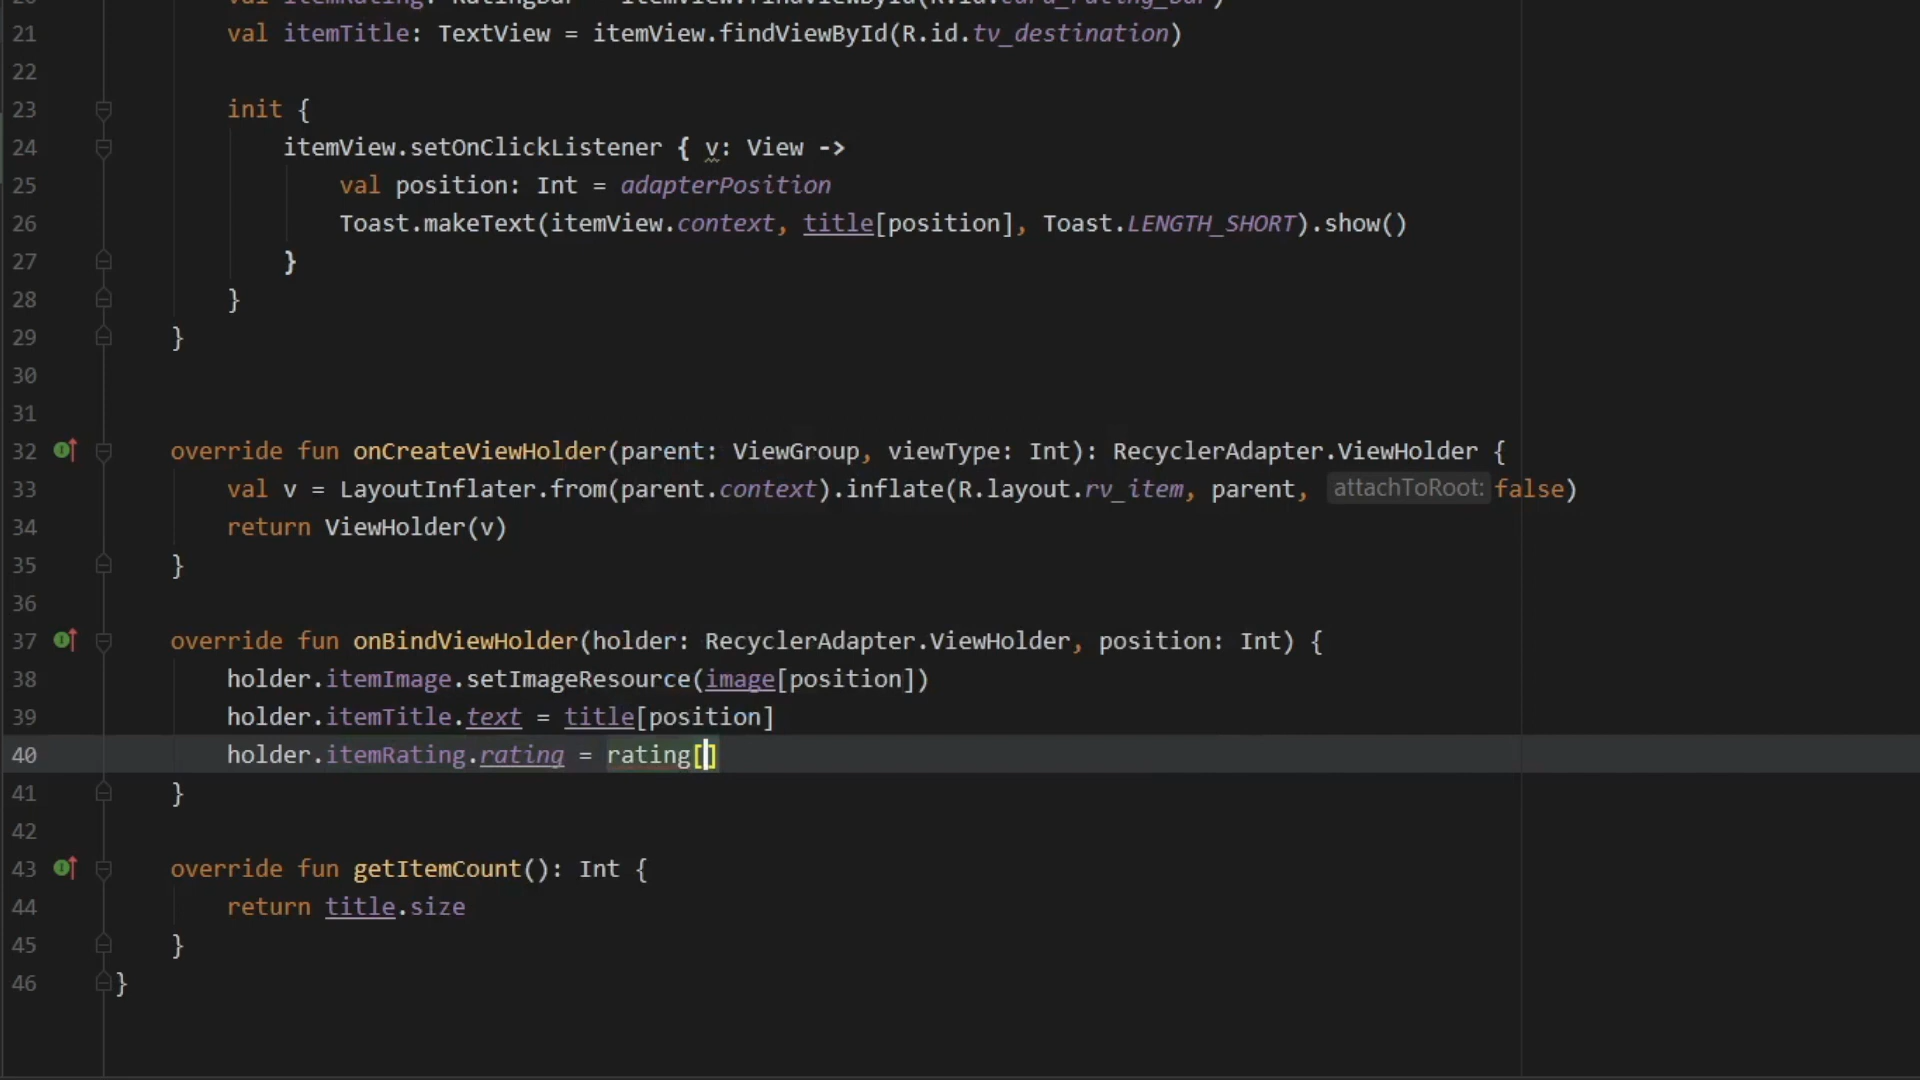 21 val itemTitle: TextView = itemView.findViewById(R.id.tv_destination)
22
23 init {
24 itemView.setOnClickListener { v: View ->
25 val position: Int = adapterPosition
26 Toast.makeText(itemView.context, title[position], Toast.LENGTH_SHORT).show()
27 }
28 }
29 }
30
31
32 override fun onCreateViewHolder(parent: ViewGroup, viewType: Int): RecyclerAdapter.ViewHolder {
33 val v = LayoutInflater.from(parent.context).inflate(R.layout.rv_item, parent, attachToRoot: false)
34 return ViewHolder(v)
35 }
36
37 override fun onBindViewHolder(holder: RecyclerAdapter.ViewHolder, position: Int) {
38 holder.itemImage.setImageResource(image[position])
39 holder.itemTitle.text = title[position]
40 holder.itemRating.rating = rating[]
41 }
42
43 override fun getItemCount(): Int {
44 return title.size
45 }
46 }